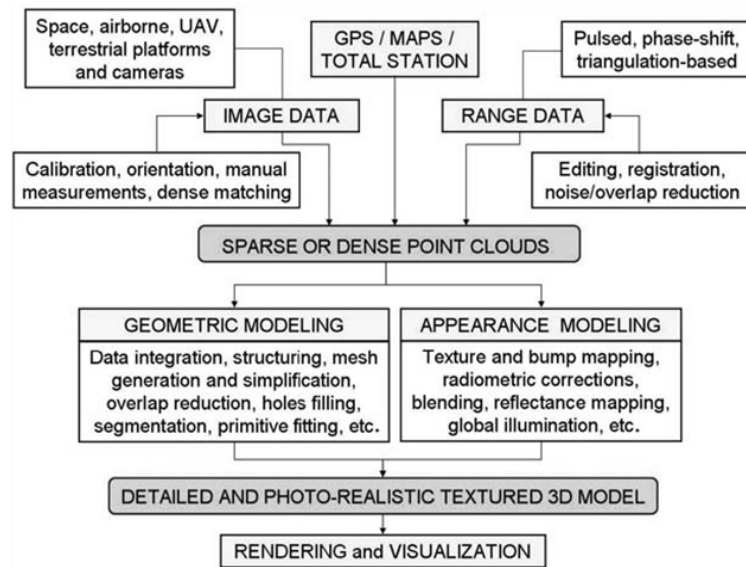 Space, airborne, UAV,
terrestrial platforms
and cameras
GPS / MAPS /
TOTAL STATION
Pulsed, phase-shift,
triangulation-based
IMAGE DATA
RANGE DATA
Calibration, orientation, manual
measurements, dense matching
Editing, registration,
noise/overlap reduction
SPARSE OR DENSE POINT CLOUDS
GEOMETRIC MODELING
Data integration, structuring, mesh
generation and simplification,
overlap reduction, holes filling,
segmentation, primitive fitting, etc.
APPEARANCE MODELING
Texture and bump mapping,
radiometric corrections,
blending, reflectance mapping,
global illumination, etc.
DETAILED AND PHOTO-REALISTIC TEXTURED 3D MODEL
RENDERING and VISUALIZATION